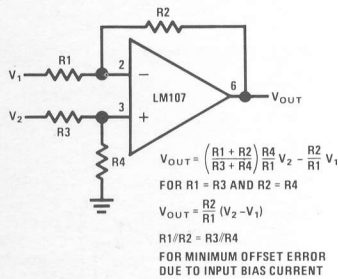 R2
R1
V1
2
−
6
LM107
VOUT
V2
3
+
R3
R4
VOUT = ((R1 + R2)/(R3 + R4)) R4/R1 V2 − R2/R1 V1
FOR R1 = R3 AND R2 = R4
VOUT = R2/R1 (V2 −V1)
R1//R2 = R3//R4
FOR MINIMUM OFFSET ERROR
DUE TO INPUT BIAS CURRENT